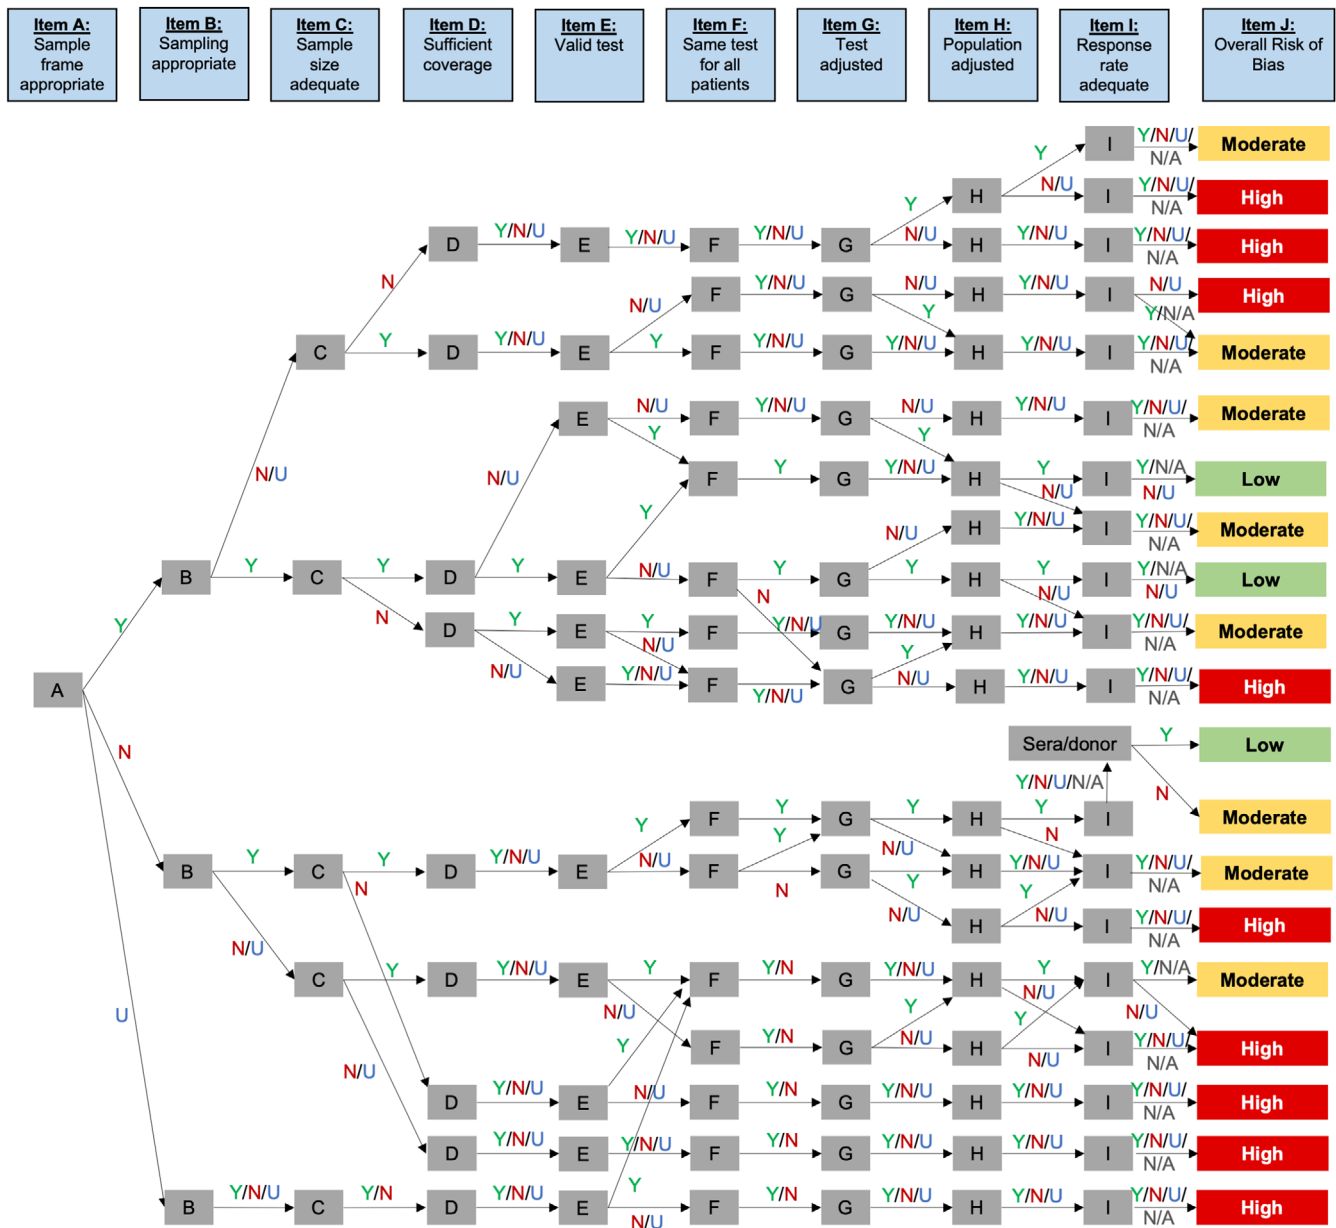 Item A:
Sample
frame
appropriate
Item B:
Sampling
appropriate
Item C:
Sample
size
adequate
Item D:
Sufficient
coverage
Item E:
Valid test
Item F:
Same test
for all
patients
Item G:
Test
adjusted
Item H:
Population
adjusted
Item I:
Response
rate
adequate
Item J:
Overall Risk of
Bias
Y I Y/N/U/ N/A Moderate
Y H N/U I Y/N/U/ N/A High
D Y/N/U E Y/N/U F Y/N/U G N/U H Y/N/U I Y/N/U/ N/A High
N
N/U F Y/N/U G N/U H Y/N/U I N/U High
Y Y/N/A
C Y D Y/N/U E Y F Y/N/U G Y/N/U H Y/N/U I Y/N/U/ N/A Moderate
E N/U F Y/N/U G N/U H Y/N/U I Y/N/U/ N/A Moderate
Y Y
N/U N/U F Y G Y/N/U H Y I Y/N/A N/U Low
N/U
Y N/U H Y/N/U I Y/N/U/ N/A Moderate
B Y C Y D Y E N/U F Y G Y H Y I Y/N/A N/U Low
N N N/U
Y D Y E Y F Y/N/U G Y/N/U H Y/N/U I Y/N/U/ N/A Moderate
N/U Y
A N/U E Y/N/U F Y/N/U G N/U H Y/N/U I Y/N/U/ N/A High
Sera/donor Y Low
N
Y/N/U/N/A N
Y F Y G Y H Y I Moderate
Y N/U N
B Y C Y D Y/N/U E N/U F N G H Y/N/U I Y/N/U/ N/A Moderate
N Y Y
N/U N/U H N/U I Y/N/U/ N/A High
C Y D Y/N/U E Y F Y/N G Y/N/U H Y I Y/N/A Moderate
U N/U Y N/U Y N/U
Y F Y/N G N/U H N/U I Y/N/U/ N/A High
N/U
D Y/N/U E N/U F Y/N G Y/N/U H Y/N/U I Y/N/U/ N/A High
D Y/N/U E Y/N/U F Y/N G Y/N/U H Y/N/U I Y/N/U/ N/A High
Y
B Y/N/U C Y/N D Y/N/U E N/U F Y/N G Y/N/U H Y/N/U I Y/N/U/ N/A High